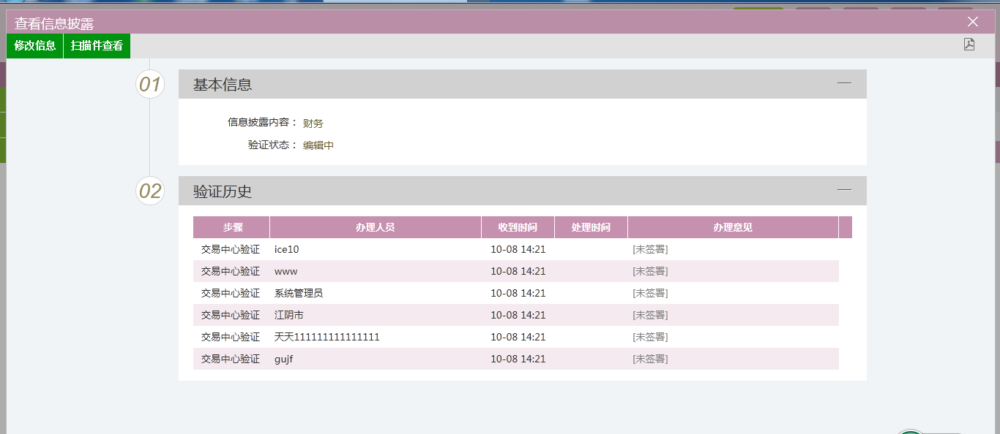 查看信息披露
修改信息 扫描件查看
01 基本信息
信息披露内容： 财务
验证状态： 编辑中
02 验证历史
步骤 办理人员 收到时间 处理时间 办理意见
交易中心验证 ice10 10-08 14:21 [未签署]
交易中心验证 www 10-08 14:21 [未签署]
交易中心验证 系统管理员 10-08 14:21 [未签署]
交易中心验证 江阴市 10-08 14:21 [未签署]
交易中心验证 天天111111111111111 10-08 14:21 [未签署]
交易中心验证 gujf 10-08 14:21 [未签署]